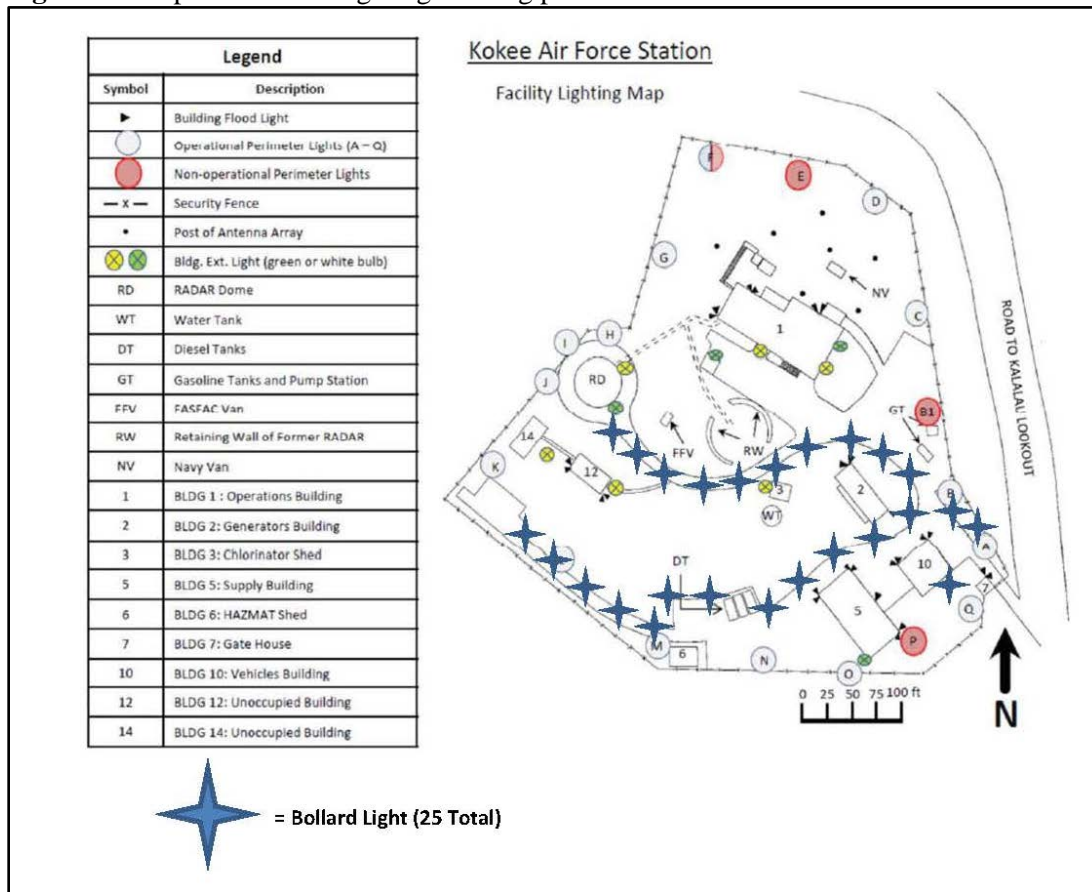 Legend
Symbol Description
Building Flood Light
Operational Perimeter Lights (A – Q)
Non-operational Perimeter Lights
— x — Security Fence
Post of Antenna Array
Bldg. Ext. Light (green or white bulb)
RD RADAR Dome
WT Water Tank
DT Diesel Tanks
GT Gasoline Tanks and Pump Station
FFV FASFAC Van
RW Retaining Wall of Former RADAR
NV Navy Van
1 BLDG 1 : Operations Building
2 BLDG 2: Generators Building
3 BLDG 3: Chlorinator Shed
5 BLDG 5: Supply Building
6 BLDG 6: HAZMAT Shed
7 BLDG 7: Gate House
10 BLDG 10: Vehicles Building
12 BLDG 12: Unoccupied Building
14 BLDG 14: Unoccupied Building
Kokee Air Force Station
Facility Lighting Map
F
E
D
G
NV
C
ROAD TO KALALAU LOOKOUT
1
H
I
RD
J
GT
B1
14
FFV
RW
K
12
3
2
WT
B
A
DT
10
7
5
Q
M
6
N
O
P
0 25 50 75 100 ft
N
= Bollard Light (25 Total)